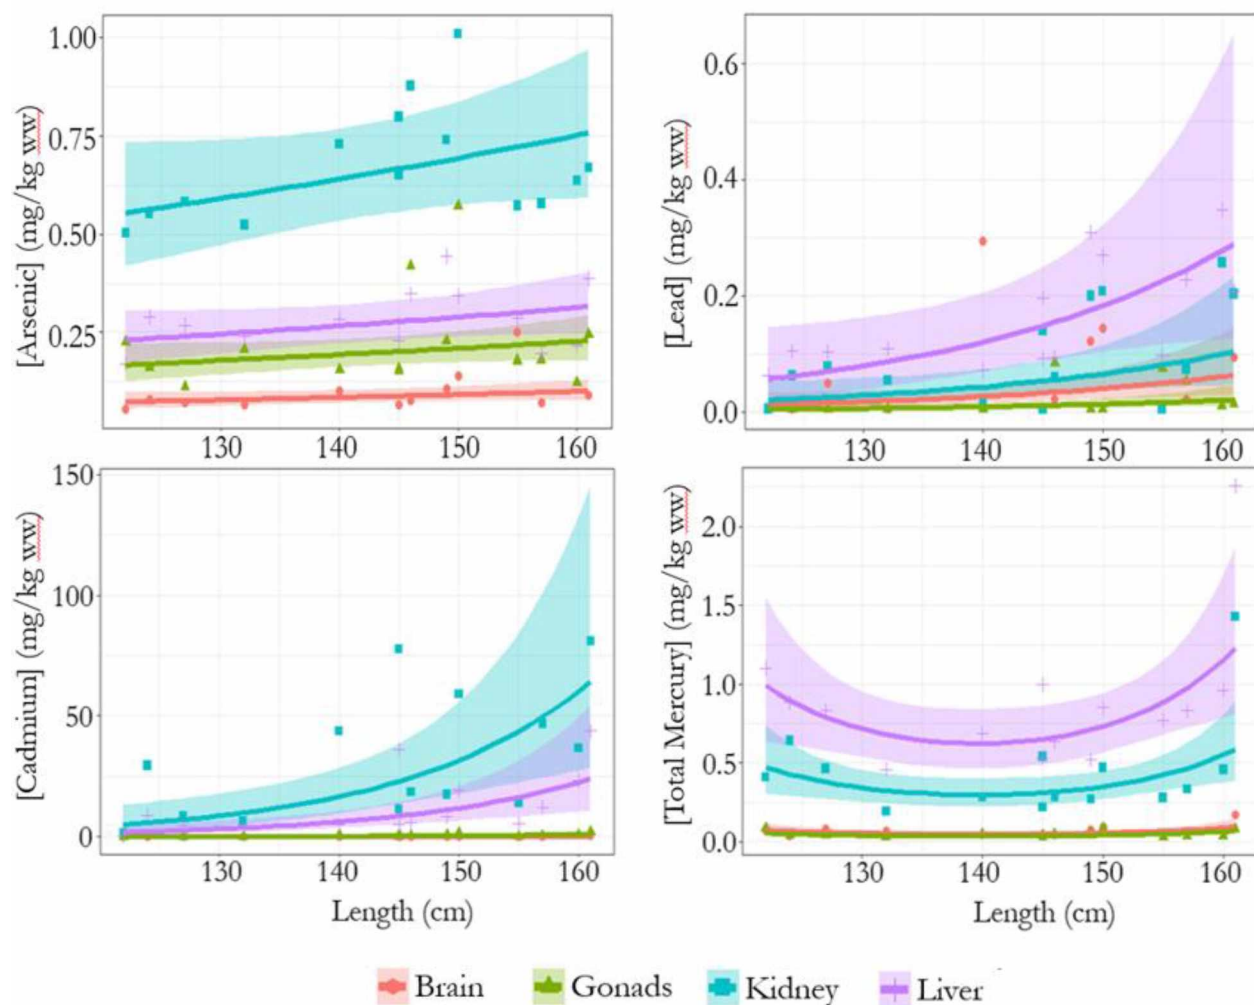 [Arsenic] (mg/kg ww)
1.00
0.75
0.50
0.25
130 140 150 160
[Lead] (mg/kg ww)
0.6
0.4
0.2
0.0
130 140 150 160
[Cadmium] (mg/kg ww)
150
100
50
0
130 140 150 160
Length (cm)
[Total Mercury] (mg/kg ww)
2.0
1.5
1.0
0.5
0.0
130 140 150 160
Length (cm)
Brain Gonads Kidney Liver